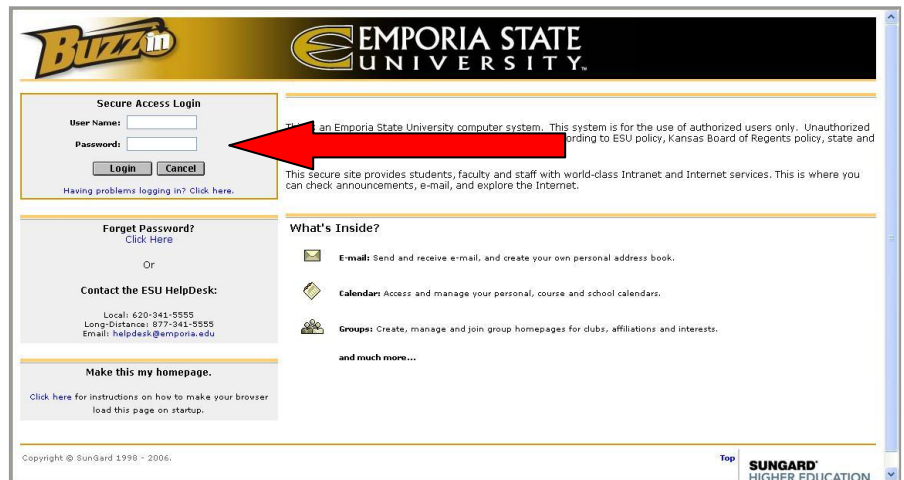 Buzzin
EMPORIA STATE
UNIVERSITY™
Secure Access Login
User Name:
Password:
Login Cancel
Having problems logging in? Click here.
an Emporia State University computer system. This system is for the use of authorized users only. Unauthorized
ording to ESU policy, Kansas Board of Regents policy, state and
This secure site provides students, faculty and staff with world-class Intranet and Internet services. This is where you
can check announcements, e-mail, and explore the Internet.
Forget Password?
Click Here
Or
Contact the ESU HelpDesk:
Local: 620-341-5555
Long-Distance: 877-341-5555
Email: helpdesk@emporia.edu
Make this my homepage.
Click here for instructions on how to make your browser
load this page on startup.
What's Inside?
E-mail: Send and receive e-mail, and create your own personal address book.
Calendar: Access and manage your personal, course and school calendars.
Groups: Create, manage and join group homepages for clubs, affiliations and interests.
and much more...
Copyright © SunGard 1998 - 2006.
Top
SUNGARD'
HIGHER EDUCATION